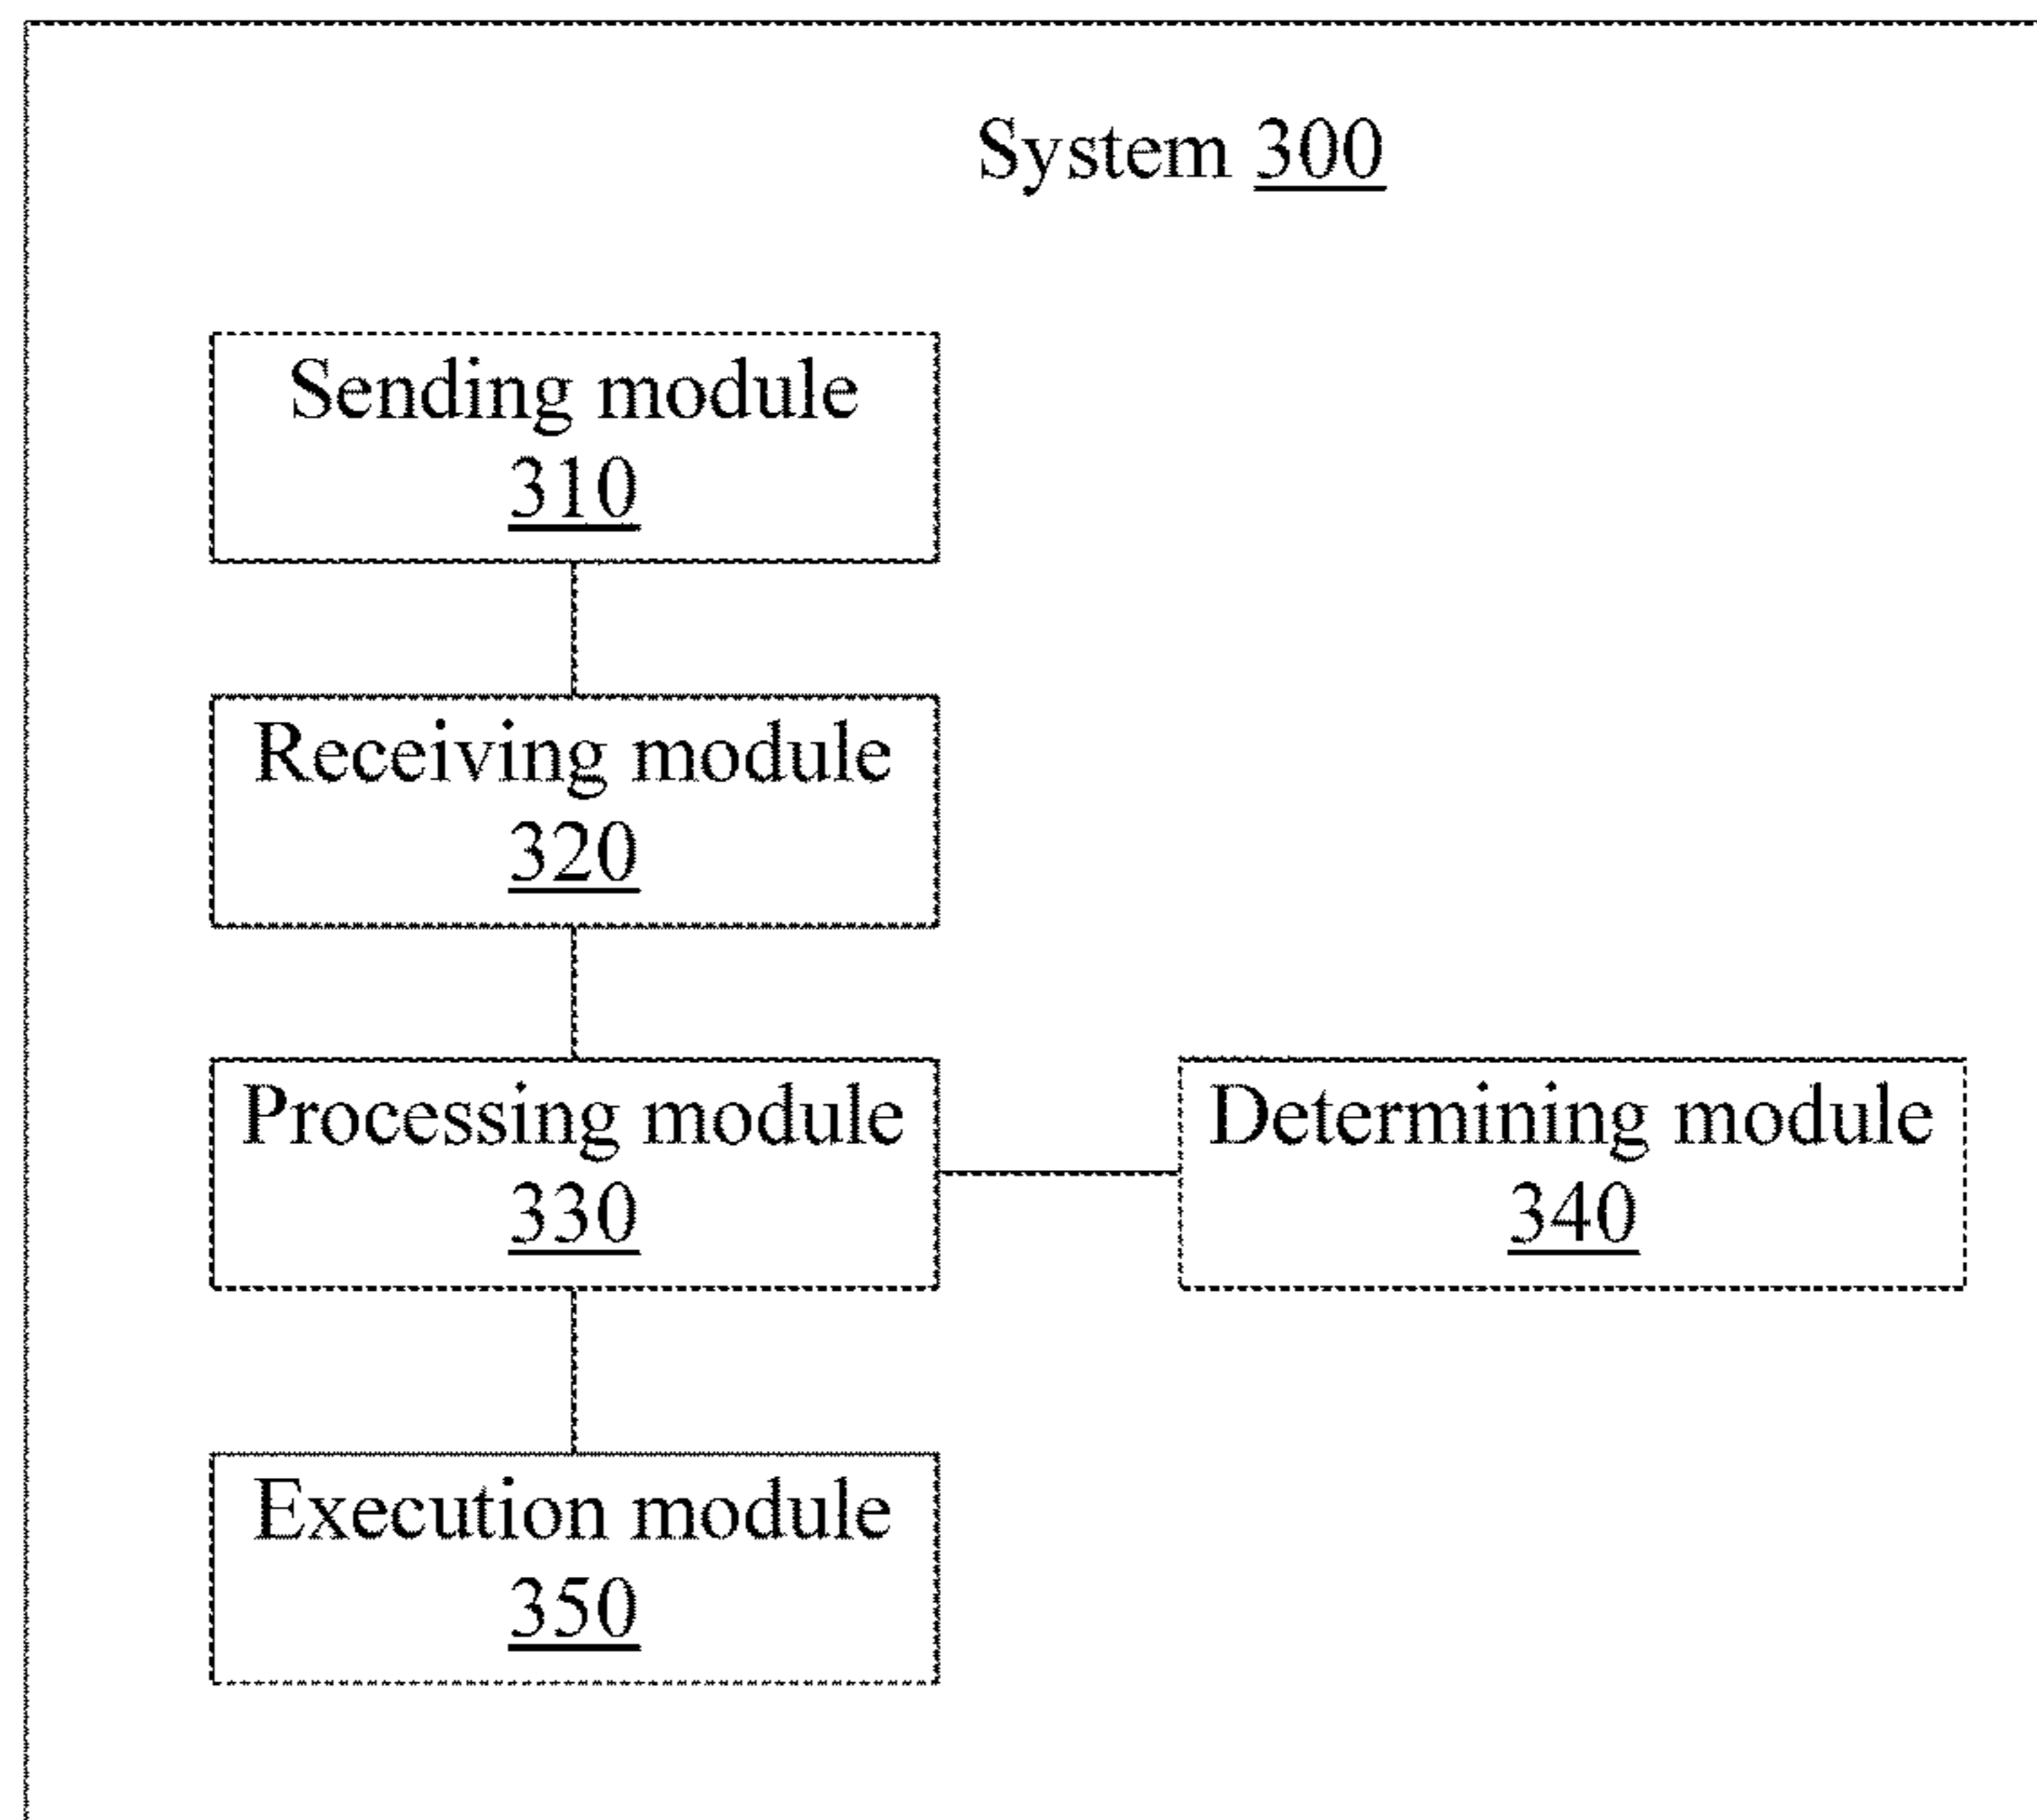 System 300
Sending module
310
Receiving module
320
Processing module
330
Determining module
340
Execution module
350